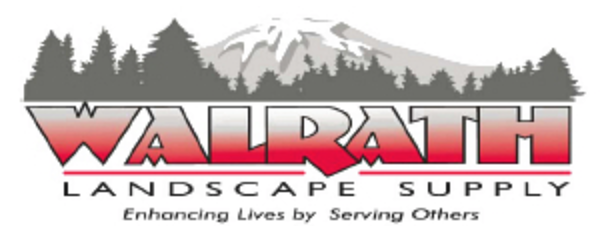 WALRATH
LANDSCAPE SUPPLY
Enhancing Lives by Serving Others